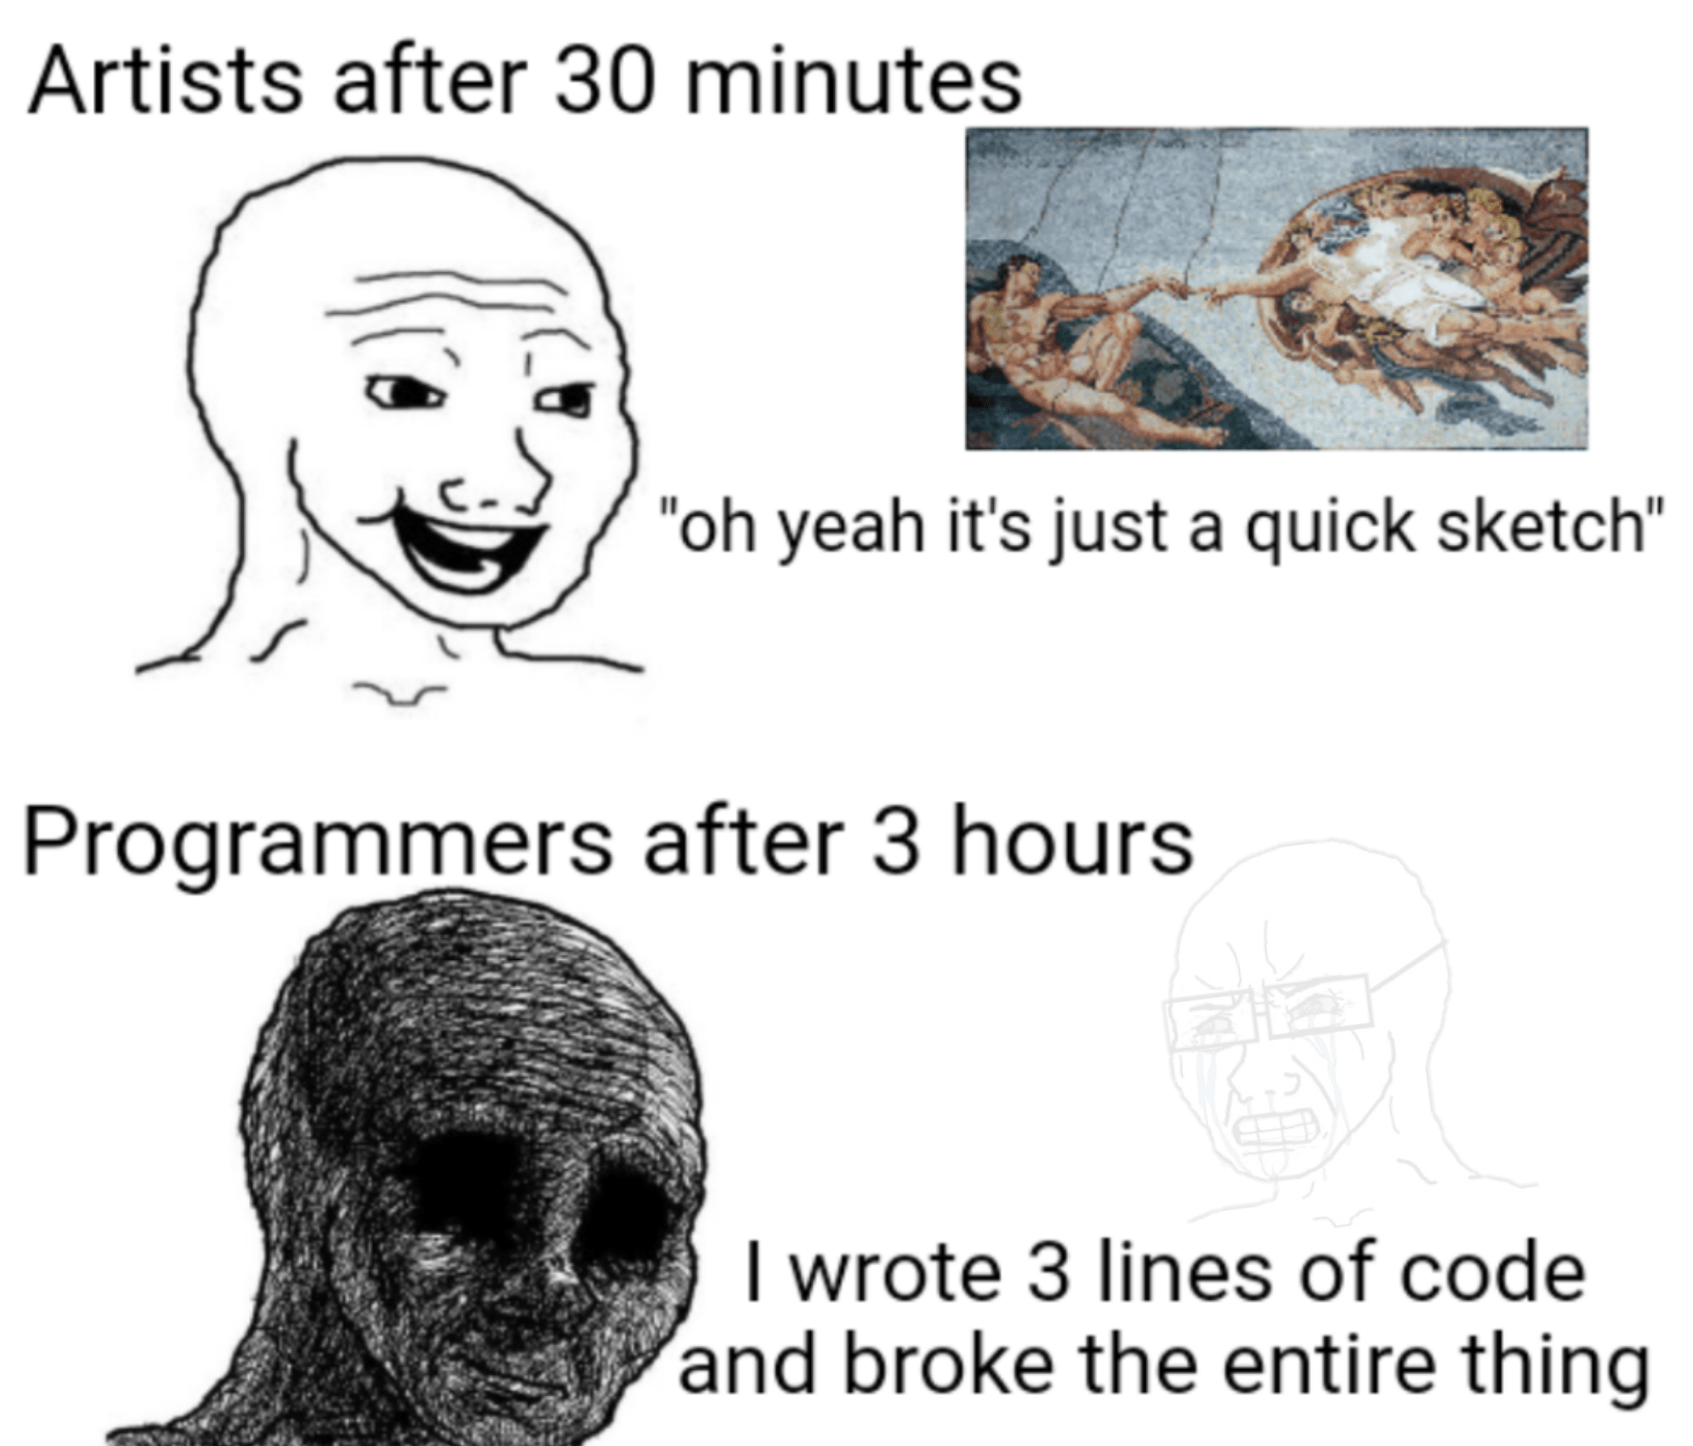 Artists after 30 minutes
"oh yeah it's just a quick sketch"
Programmers after 3 hours
I wrote 3 lines of code
and broke the entire thing